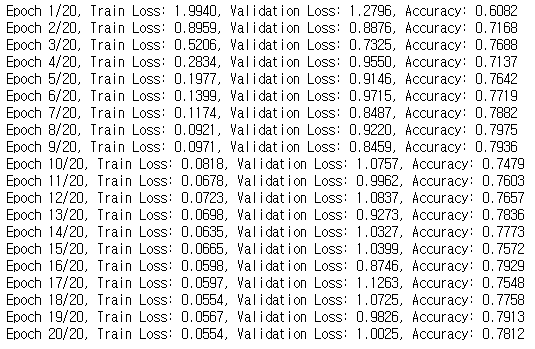 Epoch 1/20, Train Loss: 1.9940, Validation Loss: 1.2796, Accuracy: 0.6082
Epoch 2/20, Train Loss: 0.8959, Validation Loss: 0.8876, Accuracy: 0.7168
Epoch 3/20, Train Loss: 0.5206, Validation Loss: 0.7325, Accuracy: 0.7688
Epoch 4/20, Train Loss: 0.2834, Validation Loss: 0.9550, Accuracy: 0.7137
Epoch 5/20, Train Loss: 0.1977, Validation Loss: 0.9146, Accuracy: 0.7642
Epoch 6/20, Train Loss: 0.1399, Validation Loss: 0.9715, Accuracy: 0.7719
Epoch 7/20, Train Loss: 0.1174, Validation Loss: 0.8487, Accuracy: 0.7882
Epoch 8/20, Train Loss: 0.0921, Validation Loss: 0.9220, Accuracy: 0.7975
Epoch 9/20, Train Loss: 0.0971, Validation Loss: 0.8459, Accuracy: 0.7936
Epoch 10/20, Train Loss: 0.0818, Validation Loss: 1.0757, Accuracy: 0.7479
Epoch 11/20, Train Loss: 0.0678, Validation Loss: 0.9962, Accuracy: 0.7603
Epoch 12/20, Train Loss: 0.0723, Validation Loss: 1.0837, Accuracy: 0.7657
Epoch 13/20, Train Loss: 0.0698, Validation Loss: 0.9273, Accuracy: 0.7836
Epoch 14/20, Train Loss: 0.0635, Validation Loss: 1.0327, Accuracy: 0.7773
Epoch 15/20, Train Loss: 0.0665, Validation Loss: 1.0399, Accuracy: 0.7572
Epoch 16/20, Train Loss: 0.0598, Validation Loss: 0.8746, Accuracy: 0.7929
Epoch 17/20, Train Loss: 0.0597, Validation Loss: 1.1263, Accuracy: 0.7548
Epoch 18/20, Train Loss: 0.0554, Validation Loss: 1.0725, Accuracy: 0.7758
Epoch 19/20, Train Loss: 0.0567, Validation Loss: 0.9826, Accuracy: 0.7913
Epoch 20/20, Train Loss: 0.0554, Validation Loss: 1.0025, Accuracy: 0.7812